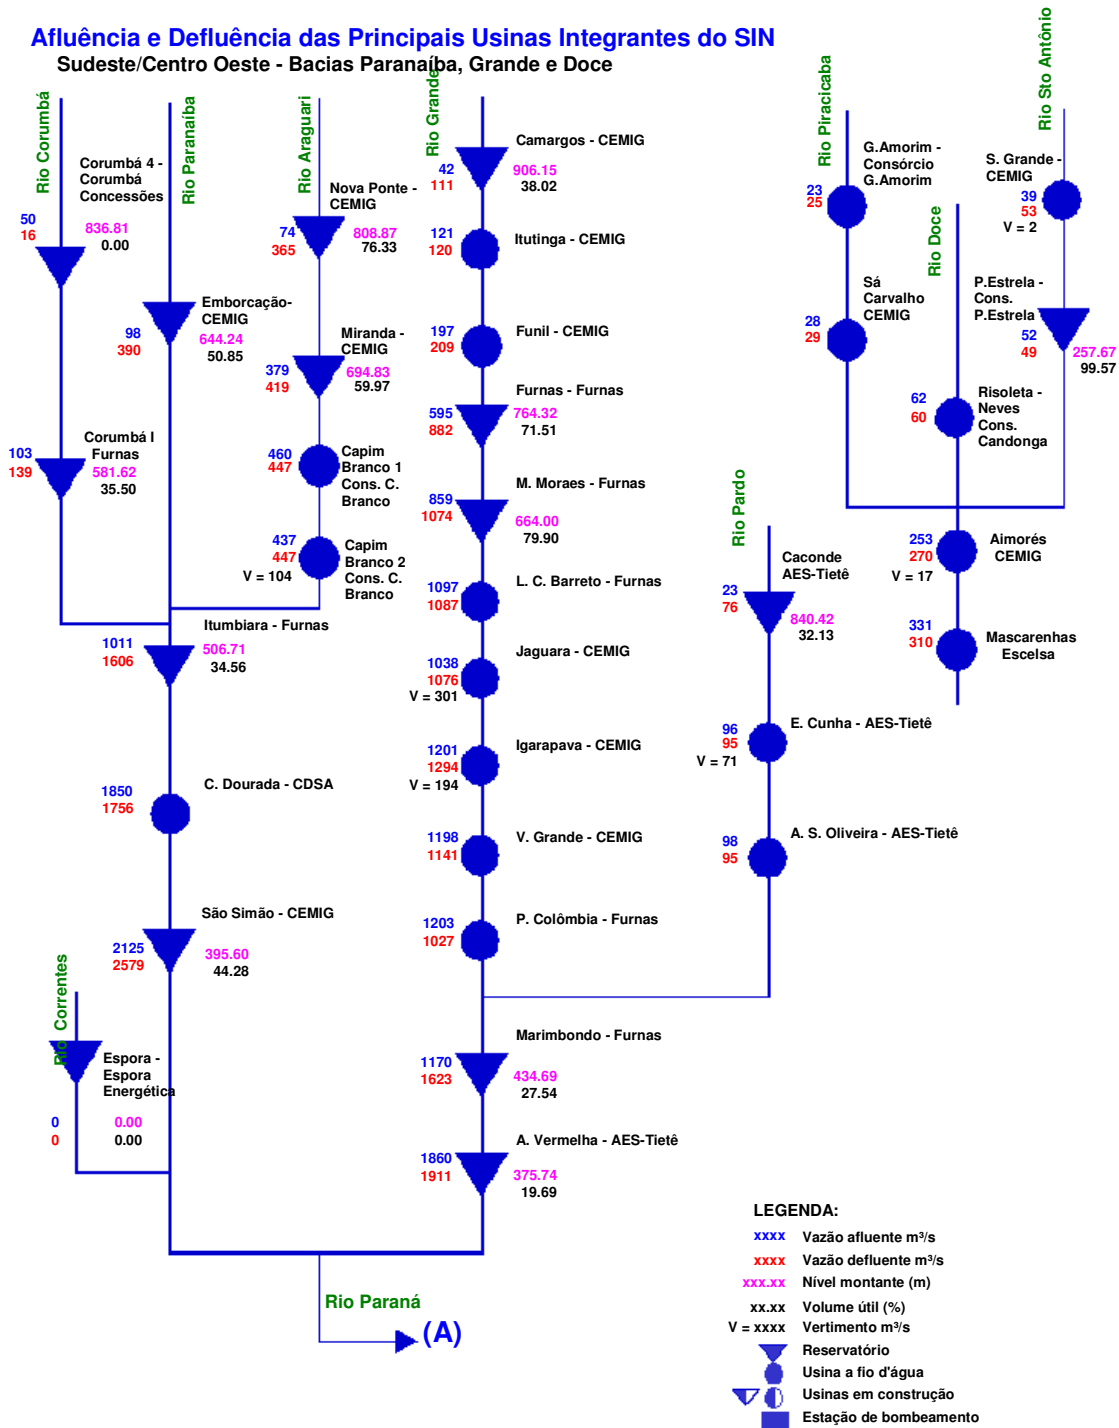 Afluência e Defluência das Principais Usinas Integrantes do SIN
Sudeste/Centro Oeste - Bacias Paranaíba, Grande e Doce
Rio Corumbá
Corumbá 4 -
Corumbá
Concessões
50
16
836.81
0.00
Corumbá I
Furnas
103
139
581.62
35.50
Rio Paranaíba
Emborcação-
CEMIG
98
390
644.24
50.85
Rio Araguari
Nova Ponte -
CEMIG
74
365
808.87
76.33
Miranda -
CEMIG
379
419
694.83
59.97
Capim
Branco 1
Cons. C.
Branco
460
447
Capim
Branco 2
Cons. C.
Branco
437
447
V = 104
Itumbiara - Furnas
1011
1606
506.71
34.56
C. Dourada - CDSA
1850
1756
São Simão - CEMIG
2125
2579
395.60
44.28
Rio Correntes
Espora -
Espora
Energética
0
0
0.00
0.00
Rio Grande
Camargos - CEMIG
42
111
906.15
38.02
Itutinga - CEMIG
121
120
Funil - CEMIG
197
209
Furnas - Furnas
595
882
764.32
71.51
M. Moraes - Furnas
859
1074
664.00
79.90
L. C. Barreto - Furnas
1097
1087
Jaguara - CEMIG
1038
1076
V = 301
Igarapava - CEMIG
1201
1294
V = 194
V. Grande - CEMIG
1198
1141
P. Colômbia - Furnas
1203
1027
Marimbondo - Furnas
1170
1623
434.69
27.54
A. Vermelha - AES-Tietê
1860
1911
375.74
19.69
Rio Pardo
Caconde
AES-Tietê
23
76
840.42
32.13
E. Cunha - AES-Tietê
96
95
V = 71
A. S. Oliveira - AES-Tietê
98
95
Rio Piracicaba
G.Amorim -
Consórcio
G.Amorim
23
25
Sá
Carvalho
CEMIG
28
29
Rio Doce
Risoleta -
Neves
Cons.
Candonga
62
60
Rio Sto Antônio
S. Grande -
CEMIG
39
53
V = 2
P.Estrela -
Cons.
P.Estrela
52
49
257.67
99.57
Aimorés
CEMIG
253
270
V = 17
Mascarenhas
Escelsa
331
310
Rio Paraná
(A)
LEGENDA:
xxxx Vazão afluente m³/s
xxxx Vazão defluente m³/s
xxx.xx Nível montante (m)
xx.xx Volume útil (%)
V = xxxx Vertimento m³/s
Reservatório
Usina a fio d'água
Usinas em construção
Estação de bombeamento